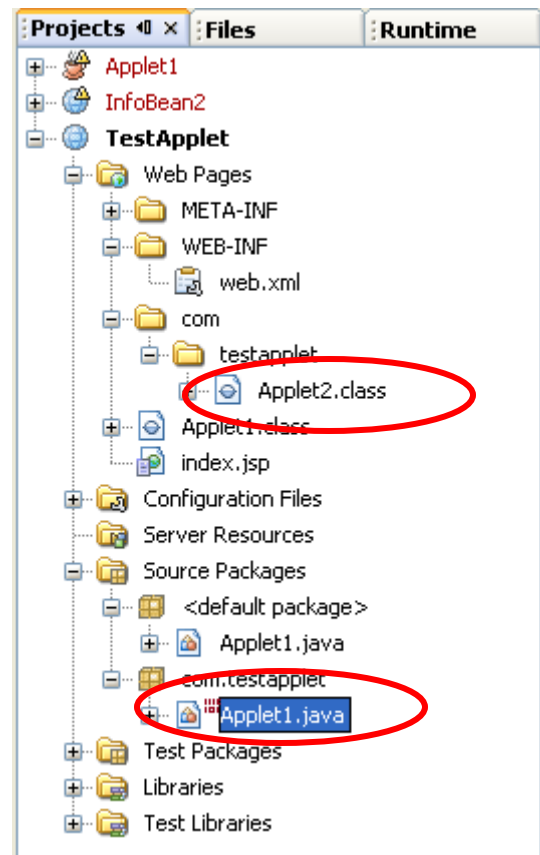 Projects Files Runtime
Applet1
InfoBean2
TestApplet
Web Pages
META-INF
WEB-INF
web.xml
com
testapplet
Applet2.class
Applet1.class
index.jsp
Configuration Files
Server Resources
Source Packages
<default package>
Applet1.java
com.testapplet
Applet1.java
Test Packages
Libraries
Test Libraries